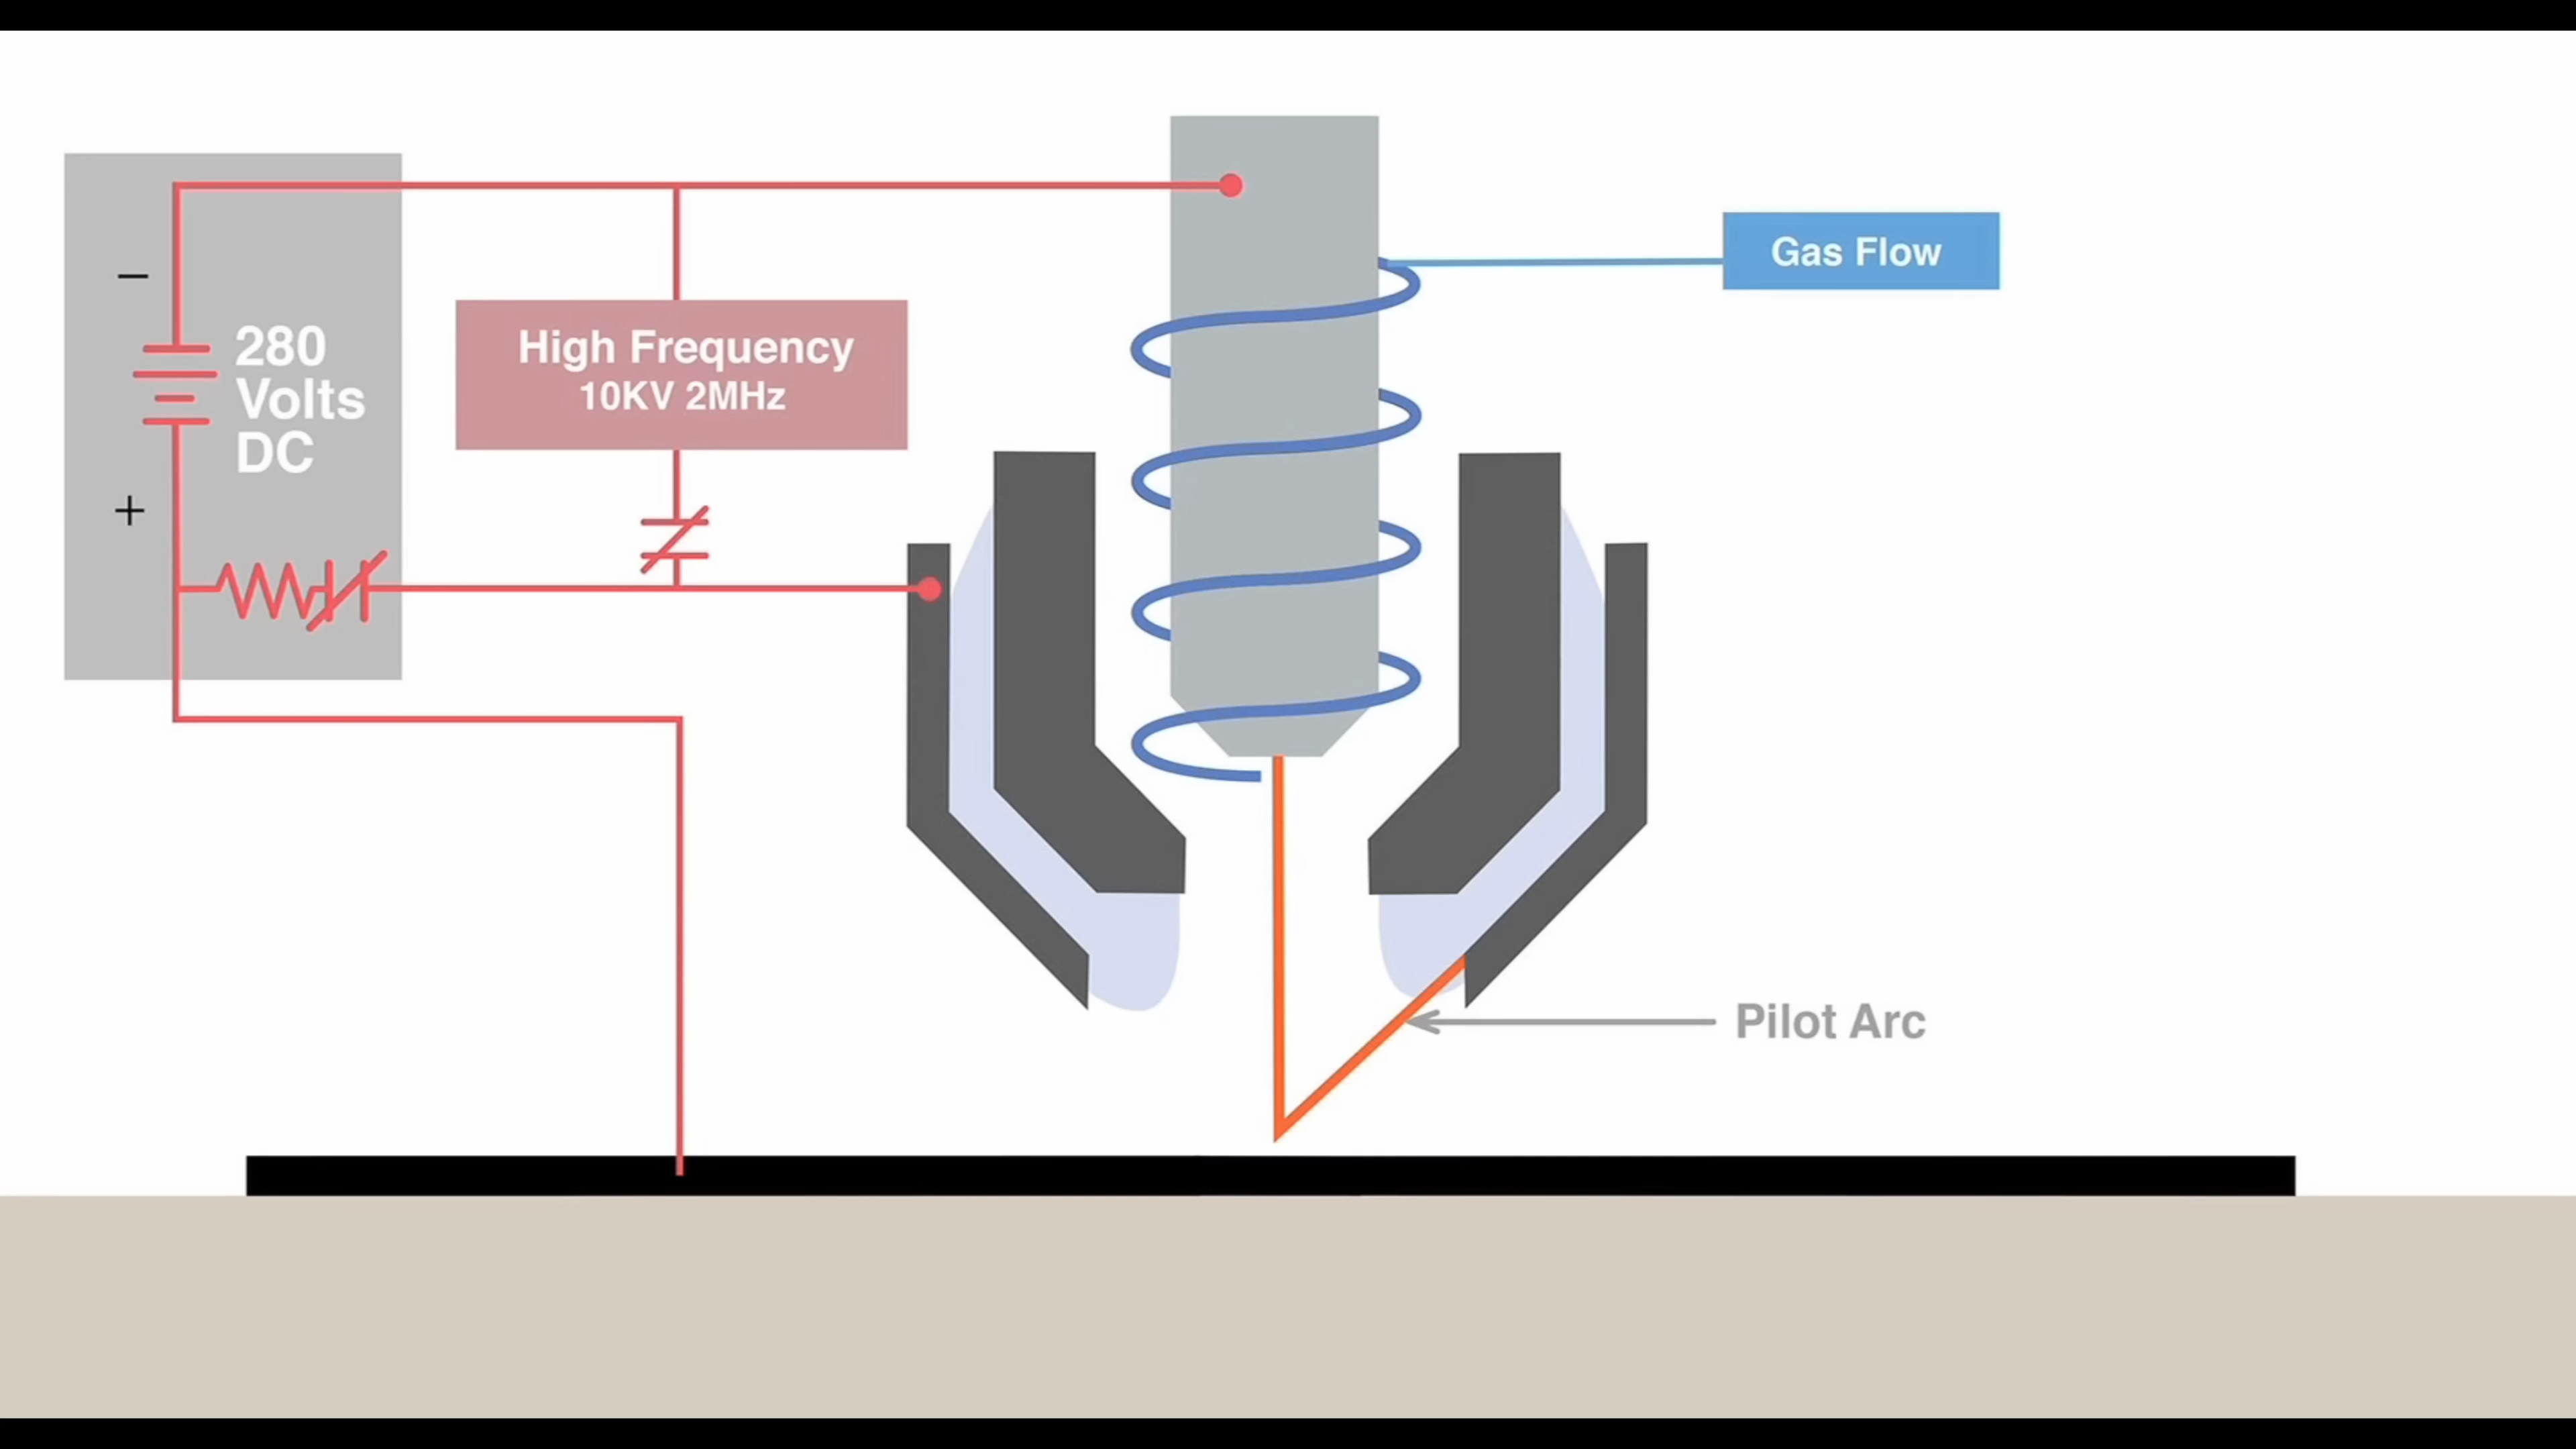 −
280
Volts
DC
+
High Frequency
10KV 2MHz
Gas Flow
Pilot Arc